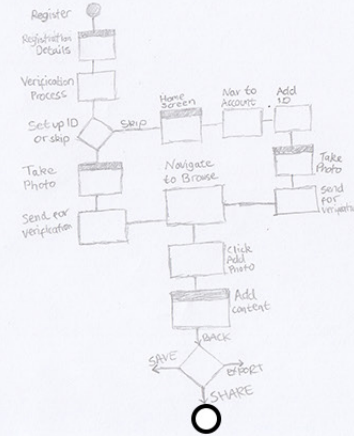 Register
Registration
Details
Verification
Process
Set up ID
or skip
SKIP
Home
Screen
Nav to
Account
Add
ID
Take
Photo
Navigate
to Browse
Take
Photo
Send for
verification
Send
for
verification
Click
Add
Photo
Add
content
BACK
SAVE
EXPORT
SHARE